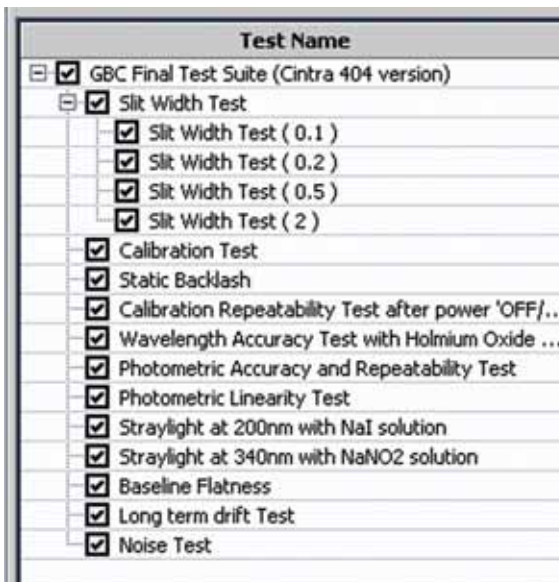 Test Name
GBC Final Test Suite (Cintra 404 version)
Slit Width Test
Slit Width Test ( 0.1 )
Slit Width Test ( 0.2 )
Slit Width Test ( 0.5 )
Slit Width Test ( 2 )
Calibration Test
Static Backlash
Calibration Repeatability Test after power 'OFF/...
Wavelength Accuracy Test with Holmium Oxide ...
Photometric Accuracy and Repeatability Test
Photometric Linearity Test
Straylight at 200nm with NaI solution
Straylight at 340nm with NaNO2 solution
Baseline Flatness
Long term drift Test
Noise Test